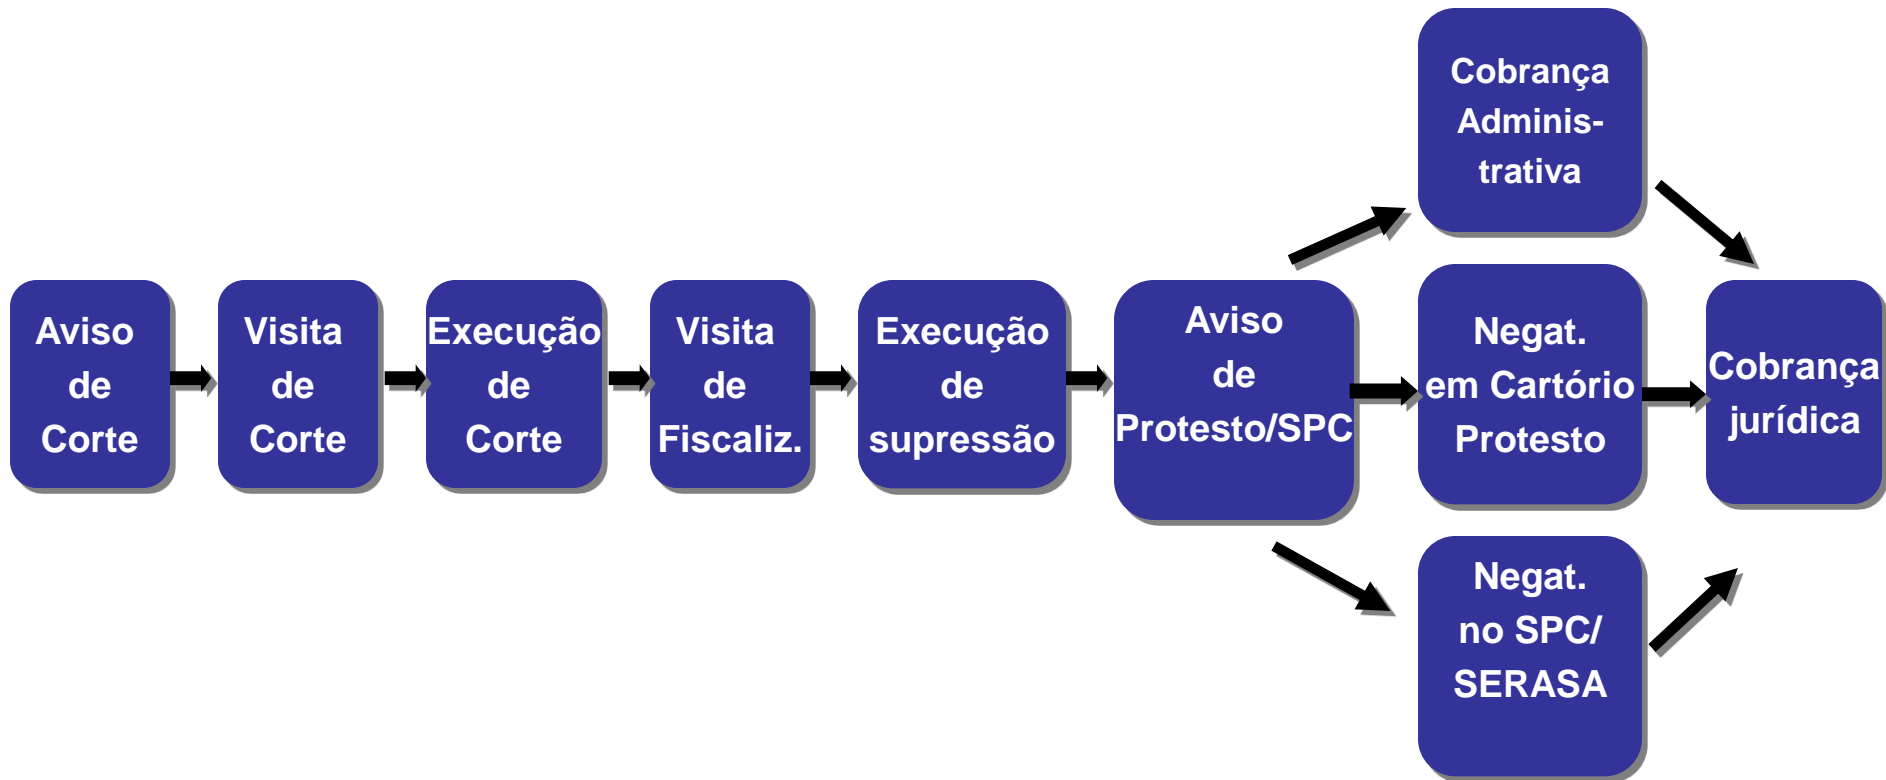 Aviso
de
Corte
Visita
de
Corte
Execução
de
Corte
Visita
de
Fiscaliz.
Execução
de
supressão
Aviso
de
Protesto/SPC
Cobrança
Adminis-
trativa
Negat.
em Cartório
Protesto
Negat.
no SPC/
SERASA
Cobrança
jurídica